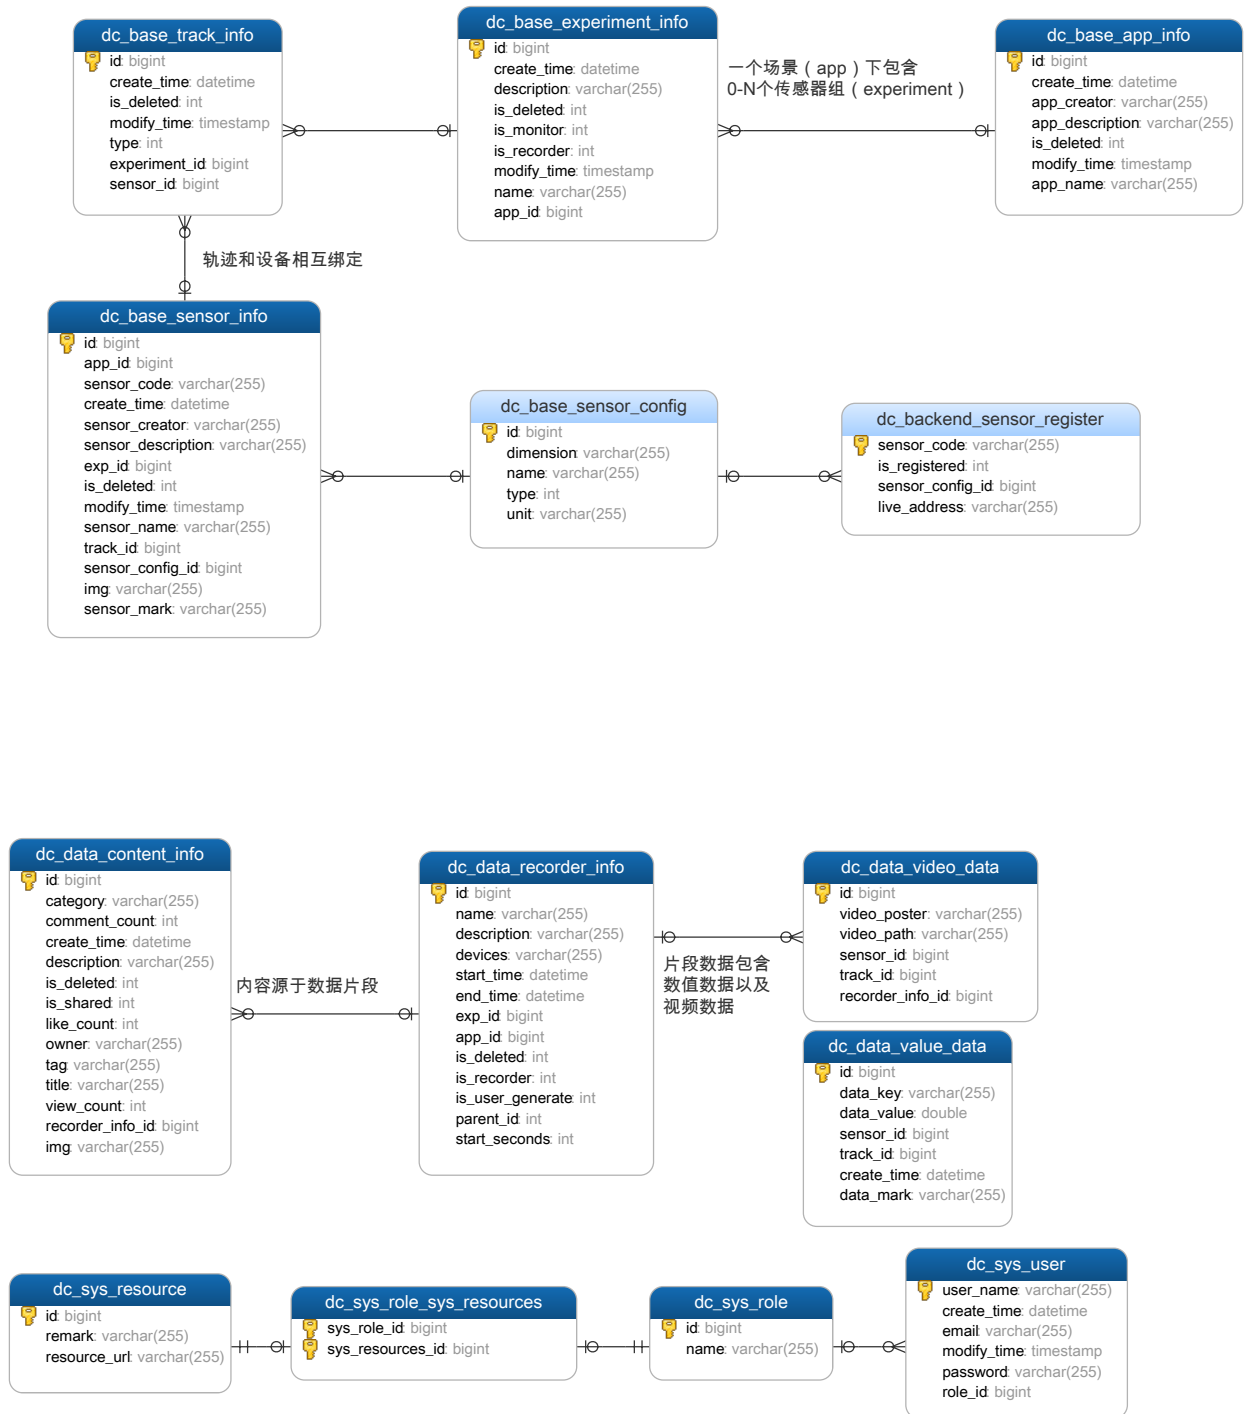 dc_base_track_info
id: bigint
create_time: datetime
is_deleted: int
modify_time: timestamp
type: int
experiment_id: bigint
sensor_id: bigint
dc_base_experiment_info
id: bigint
create_time: datetime
description: varchar(255)
is_deleted: int
is_monitor: int
is_recorder: int
modify_time: timestamp
name: varchar(255)
app_id: bigint
一个场景（app）下包含
0-N个传感器组（experiment）
dc_base_app_info
id: bigint
create_time: datetime
app_creator: varchar(255)
app_description: varchar(255)
is_deleted: int
modify_time: timestamp
app_name: varchar(255)
轨迹和设备相互绑定
dc_base_sensor_info
id: bigint
app_id: bigint
sensor_code: varchar(255)
create_time: datetime
sensor_creator: varchar(255)
sensor_description: varchar(255)
exp_id: bigint
is_deleted: int
modify_time: timestamp
sensor_name: varchar(255)
track_id: bigint
sensor_config_id: bigint
img: varchar(255)
sensor_mark: varchar(255)
dc_base_sensor_config
id: bigint
dimension: varchar(255)
name: varchar(255)
type: int
unit: varchar(255)
dc_backend_sensor_register
sensor_code: varchar(255)
is_registered: int
sensor_config_id: bigint
live_address: varchar(255)
dc_data_content_info
id: bigint
category: varchar(255)
comment_count: int
create_time: datetime
description: varchar(255)
is_deleted: int
is_shared: int
like_count: int
owner: varchar(255)
tag: varchar(255)
title: varchar(255)
view_count: int
recorder_info_id: bigint
img: varchar(255)
内容源于数据片段
dc_data_recorder_info
id: bigint
name: varchar(255)
description: varchar(255)
devices: varchar(255)
start_time: datetime
end_time: datetime
exp_id: bigint
app_id: bigint
is_deleted: int
is_recorder: int
is_user_generate: int
parent_id: int
start_seconds: int
片段数据包含
数值数据以及
视频数据
dc_data_video_data
id: bigint
video_poster: varchar(255)
video_path: varchar(255)
sensor_id: bigint
track_id: bigint
recorder_info_id: bigint
dc_data_value_data
id: bigint
data_key: varchar(255)
data_value: double
sensor_id: bigint
track_id: bigint
create_time: datetime
data_mark: varchar(255)
dc_sys_resource
id: bigint
remark: varchar(255)
resource_url: varchar(255)
dc_sys_role_sys_resources
sys_role_id: bigint
sys_resources_id: bigint
dc_sys_role
id: bigint
name: varchar(255)
dc_sys_user
user_name: varchar(255)
create_time: datetime
email: varchar(255)
modify_time: timestamp
password: varchar(255)
role_id: bigint